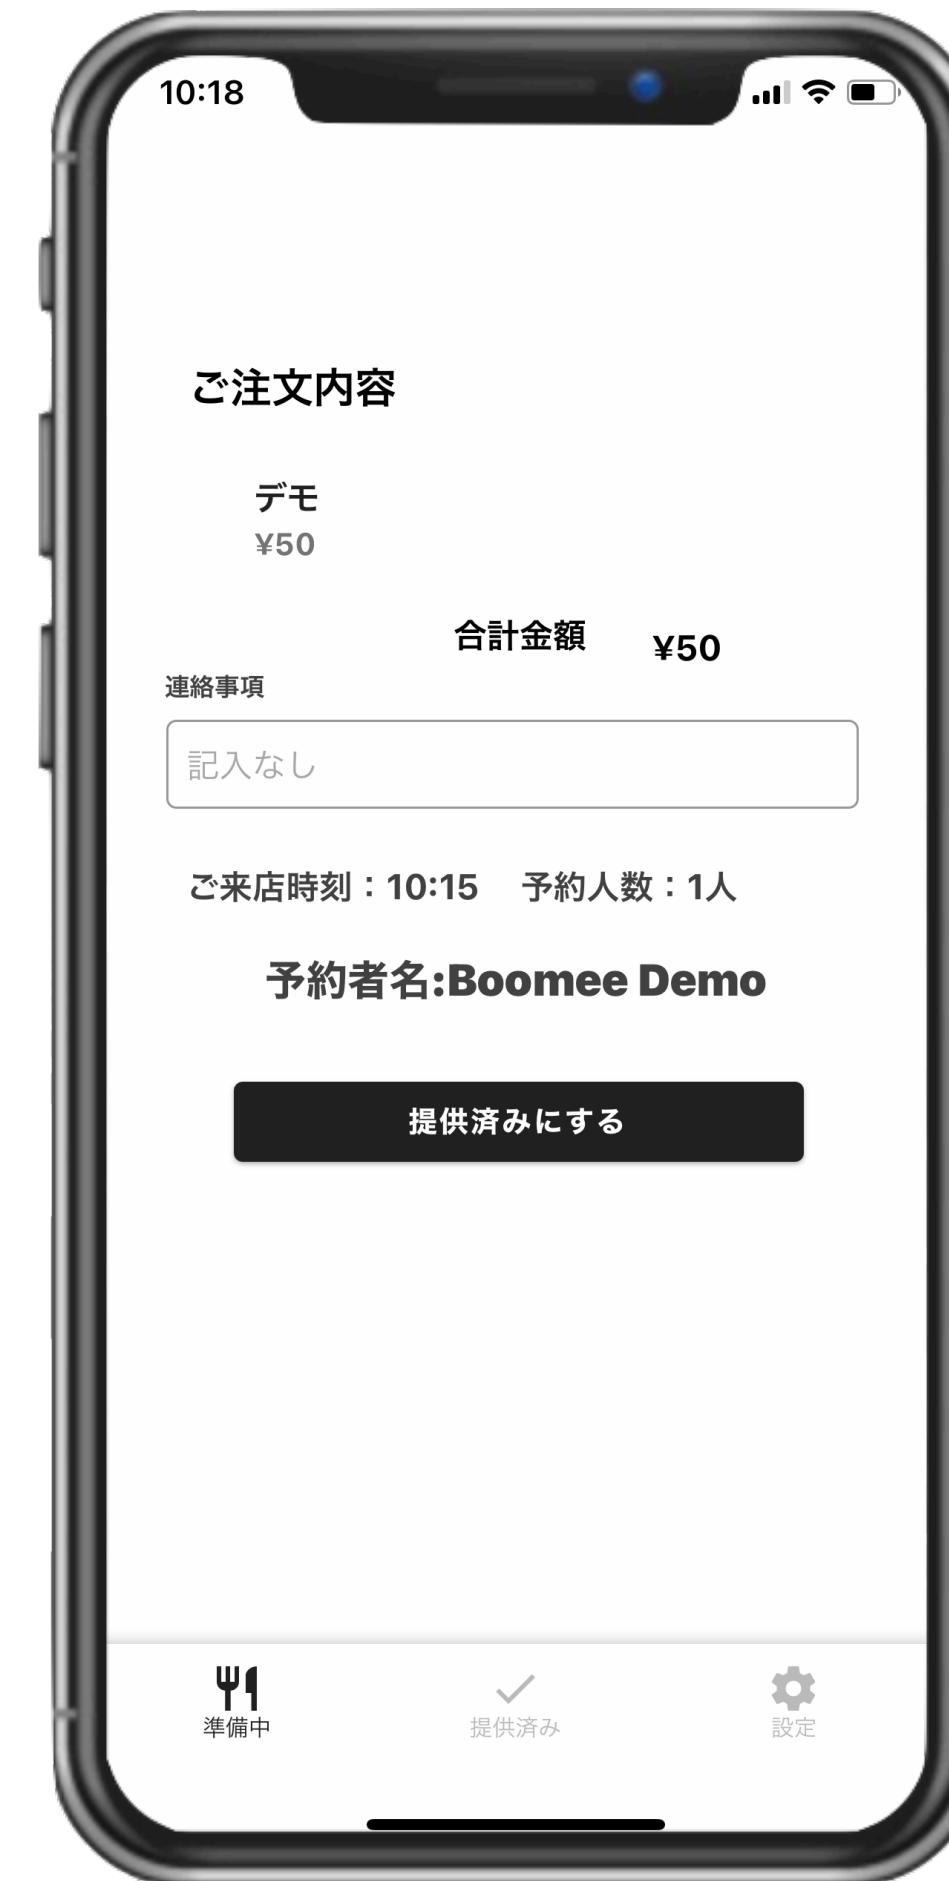 10:18
ご注文内容
デモ
¥50
合計金額 ¥50
連絡事項
記入なし
ご来店時刻：10:15 予約人数：1人
予約者名:Boomee Demo
提供済みにする
準備中 提供済み 設定